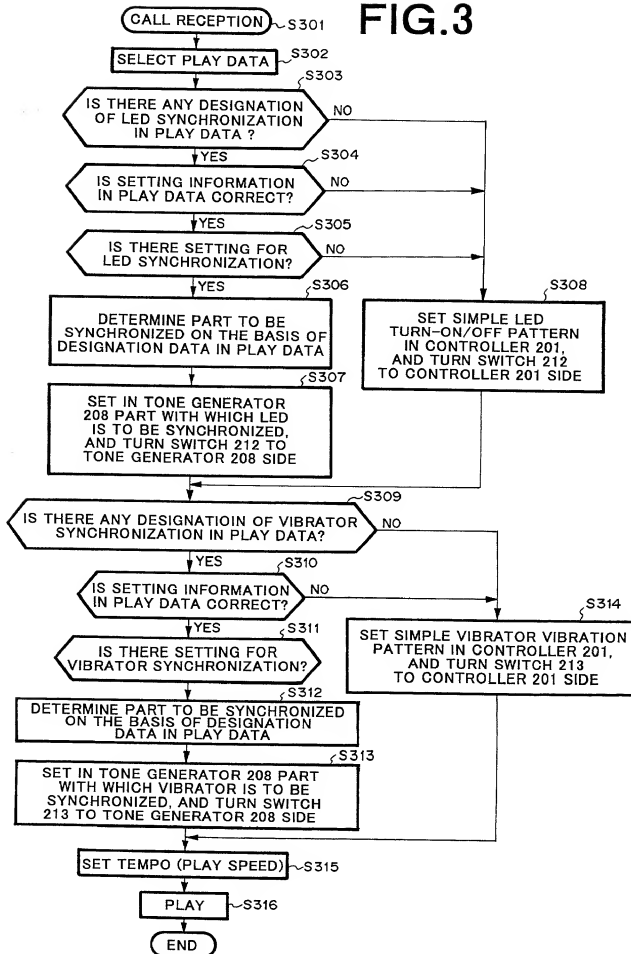 FIG.3
CALL RECEPTION
S301
SELECT PLAY DATA
S302
S303
IS THERE ANY DESIGNATION
OF LED SYNCHRONIZATION
IN PLAY DATA ?
NO
YES
S304
IS SETTING INFORMATION
IN PLAY DATA CORRECT?
NO
YES
S305
IS THERE SETTING FOR
LED SYNCHRONIZATION?
NO
YES
S306
DETERMINE PART TO BE
SYNCHRONIZED ON THE BASIS OF
DESIGNATION DATA IN PLAY DATA
S308
SET SIMPLE LED
TURN-ON/OFF PATTERN
IN CONTROLLER 201,
AND TURN SWITCH 212
TO CONTROLLER 201 SIDE
S307
SET IN TONE GENERATOR
208 PART WITH WHICH LED
IS TO BE SYNCHRONIZED,
AND TURN SWITCH 212 TO
TONE GENERATOR 208 SIDE
S309
IS THERE ANY DESIGNATIOIN OF VIBRATOR
SYNCHRONIZATION IN PLAY DATA?
NO
YES
S310
IS SETTING INFORMATION
IN PLAY DATA CORRECT?
NO
YES
S311
IS THERE SETTING FOR
VIBRATOR SYNCHRONIZATION?
S314
SET SIMPLE VIBRATOR VIBRATION
PATTERN IN CONTROLLER 201,
AND TURN SWITCH 213
TO CONTROLLER 201 SIDE
S312
DETERMINE PART TO BE SYNCHRONIZED
ON THE BASIS OF DESIGNATION
DATA IN PLAY DATA
S313
SET IN TONE GENERATOR 208 PART
WITH WHICH VIBRATOR IS TO BE
SYNCHRONIZED, AND TURN SWITCH
213 TO TONE GENERATOR 208 SIDE
SET TEMPO (PLAY SPEED)
S315
PLAY
S316
END